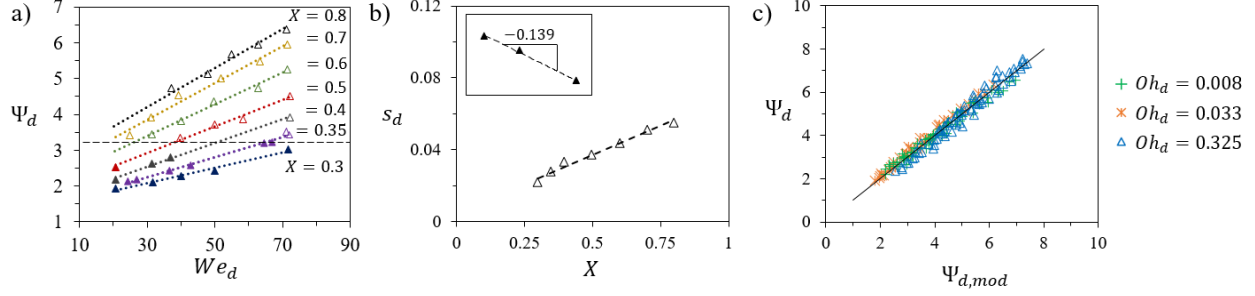 a)
7
6
5
4
3
2
1
Ψ_d
10
30
50
70
90
We_d
X = 0.8
= 0.7
= 0.6
= 0.5
= 0.4
= 0.35
X = 0.3
b)
0.12
0.08
0.04
0
s_d
0
0.25
0.5
0.75
1
X
−0.139
c)
10
8
6
4
2
0
Ψ_d
0
2
4
6
8
10
Ψ_{d,mod}
Oh_d = 0.008
Oh_d = 0.033
Oh_d = 0.325